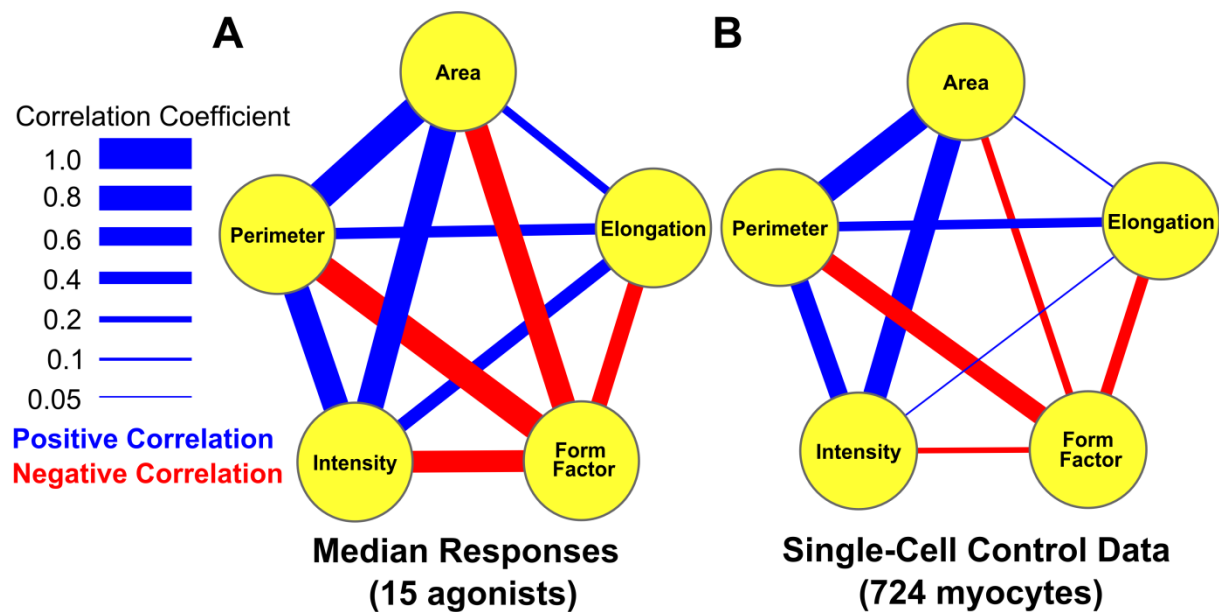 A
B
Area
Area
Correlation Coefficient
1.0
0.8
0.6
0.4
0.2
0.1
0.05
Positive Correlation
Negative Correlation
Perimeter
Elongation
Intensity
Form
Factor
Median Responses
(15 agonists)
Perimeter
Elongation
Intensity
Form
Factor
Single-Cell Control Data
(724 myocytes)